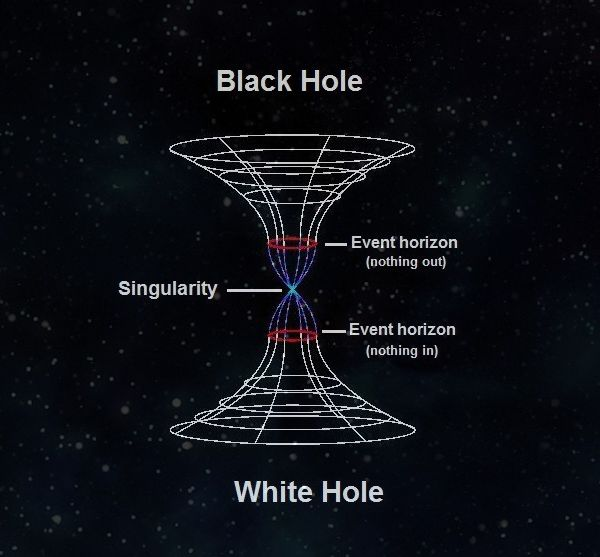 Black Hole
Event horizon
(nothing out)
Singularity
Event horizon
(nothing in)
White Hole